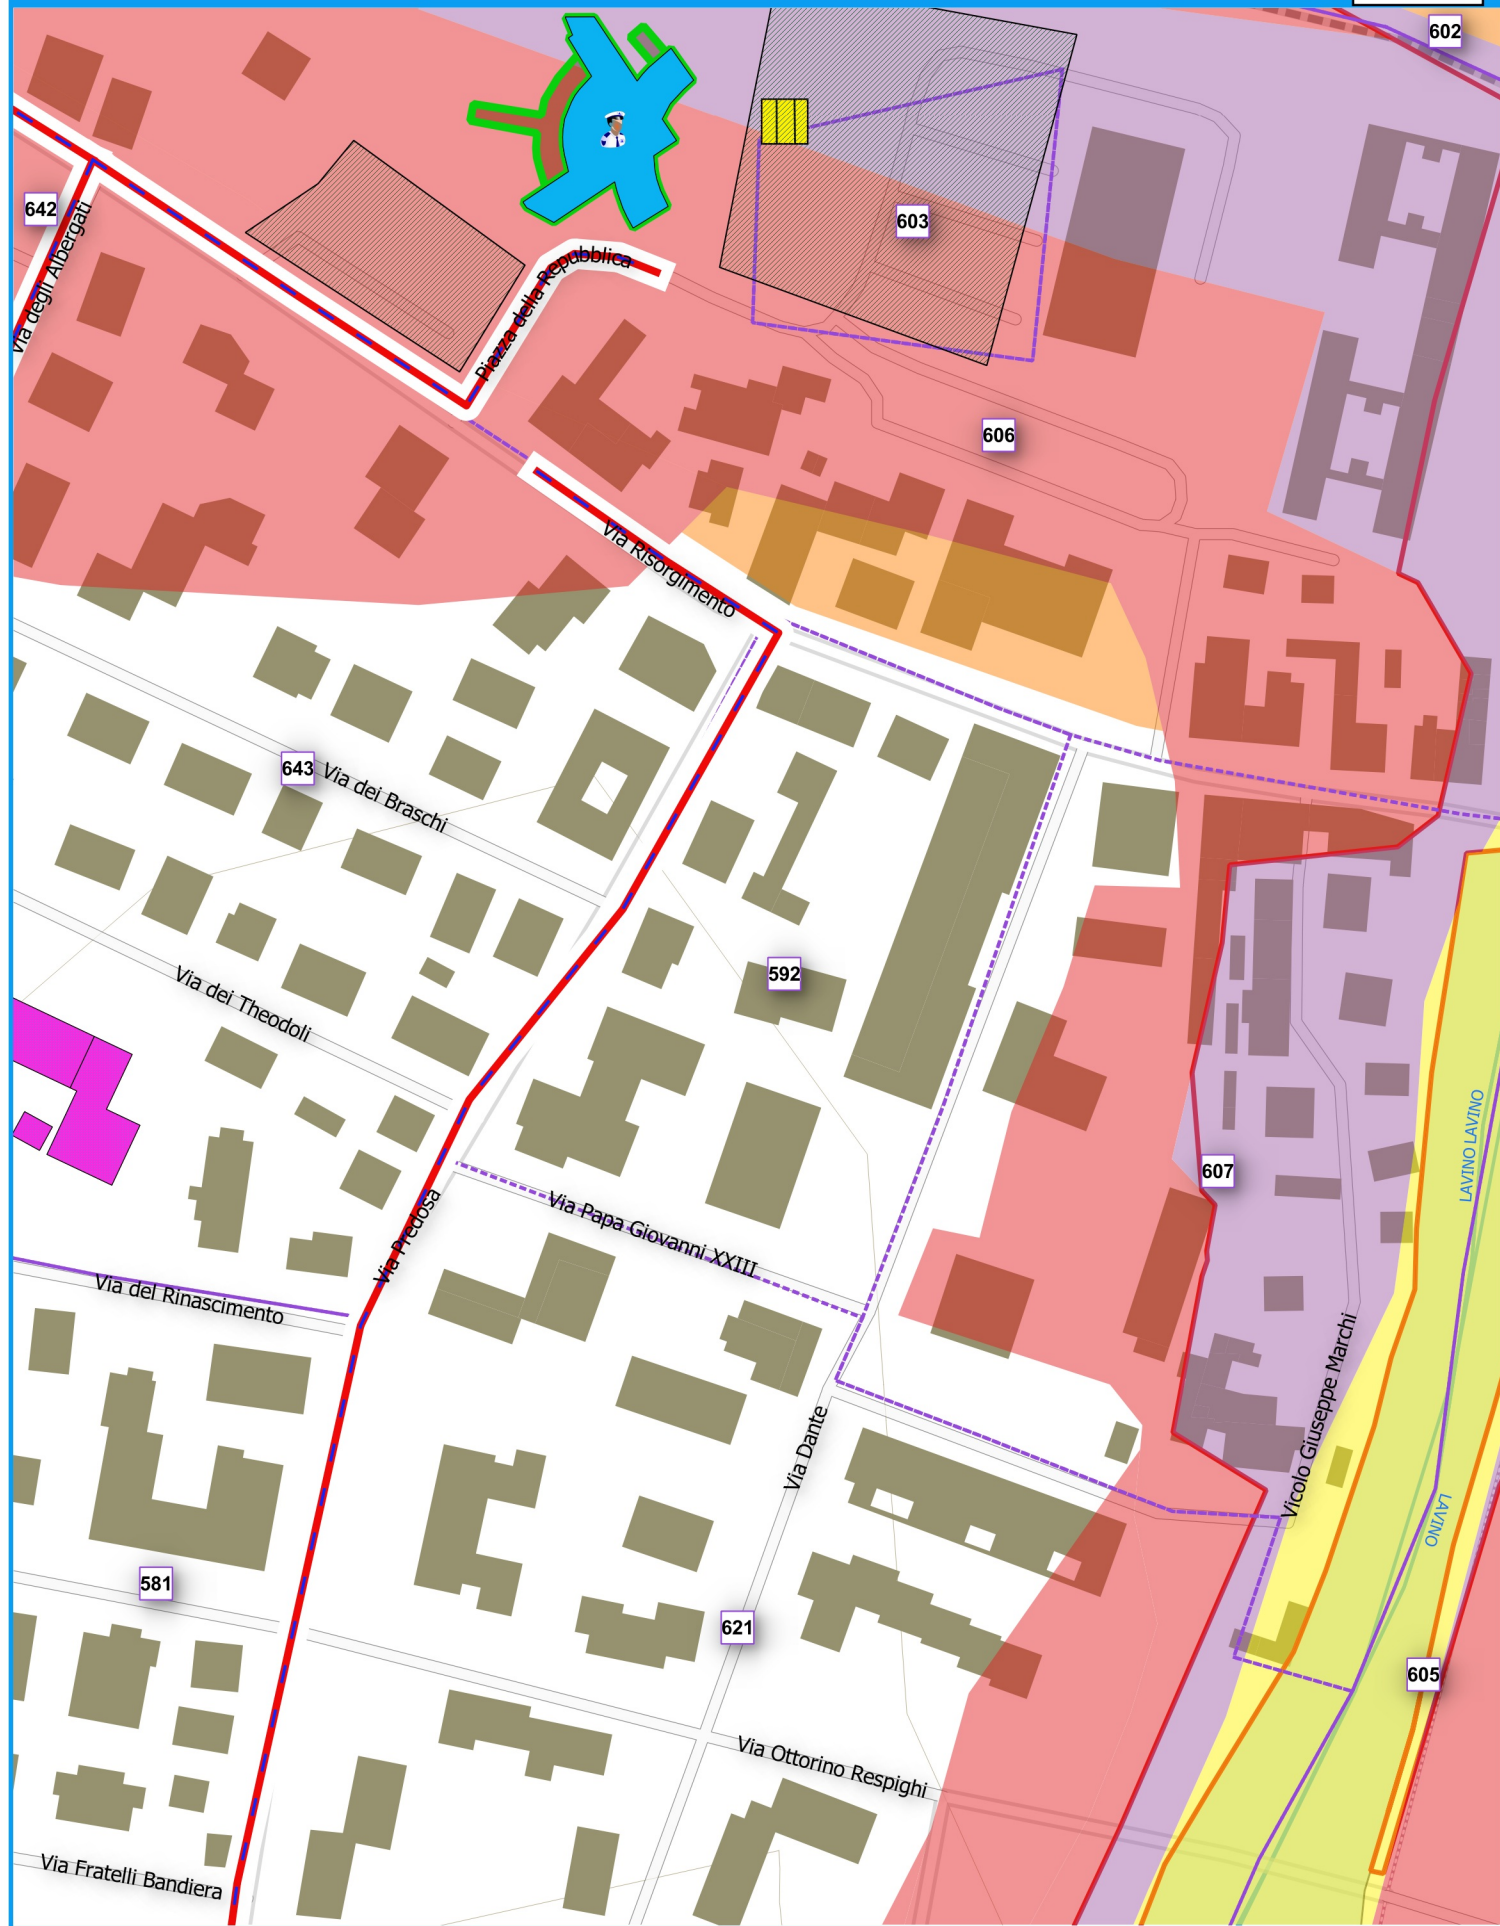 602
642
603
Via degli Albergati
Piazza della Repubblica
606
Via Risorgimento
643
Via dei Braschi
592
Via dei Theodoli
LAVINO LAVINO
607
Via Papa Giovanni XXIII
Via Predosa
Via del Rinascimento
Vicolo Giuseppe Marchi
Via Dante
LAVINO
581
621
605
Via Ottorino Respighi
Via Fratelli Bandiera